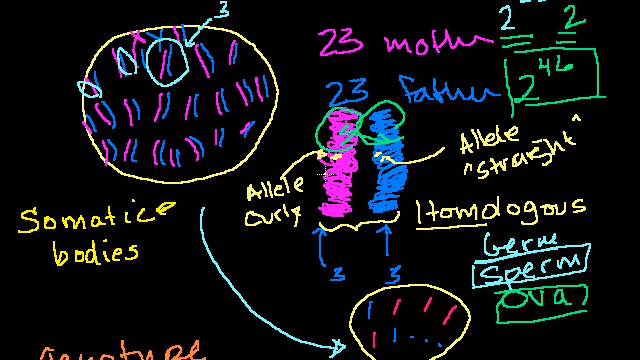 3
23 mother
2 2
23 father
2^46
Allele
curly
Allele
"straight"
Homologous
3 3
Somatic
bodies
Germ
Sperm
Ova
Genotype